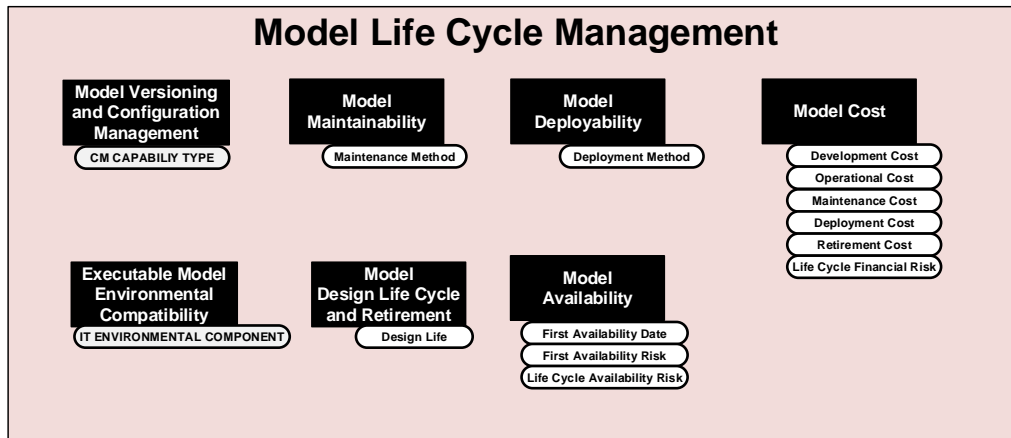 Model Life Cycle Management
Model Versioning
and Configuration
Management
CM CAPABILIY TYPE
Model
Maintainability
Maintenance Method
Model
Deployability
Deployment Method
Model Cost
Development Cost
Operational Cost
Maintenance Cost
Deployment Cost
Retirement Cost
Life Cycle Financial Risk
Executable Model
Environmental
Compatibility
IT ENVIRONMENTAL COMPONENT
Model
Design Life Cycle
and Retirement
Design Life
Model
Availability
First Availability Date
First Availability Risk
Life Cycle Availability Risk